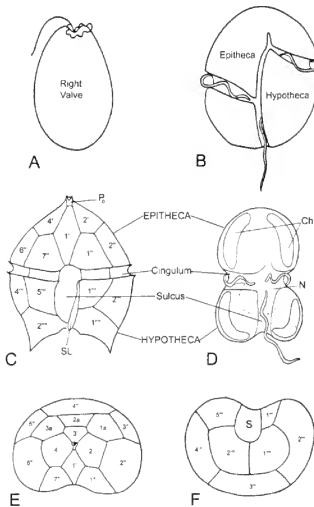 Right
Valve
A
Epitheca
Hypotheca
B
Po
4' 2'
EPITHECA
6'' 1' 2''
7'' 1''
Cingulum
4''' 5''' 1'''
Sulcus
2'''' 1''''
HYPOTHECA
SL
C
Ch
N
D
4''
2a
5'' 3a 1a 3''
3
4 2
6'' 1 2''
7'' 1''
E
5''' S 1'''
4''' 2'''' 1'''' 2'''
3'''
F